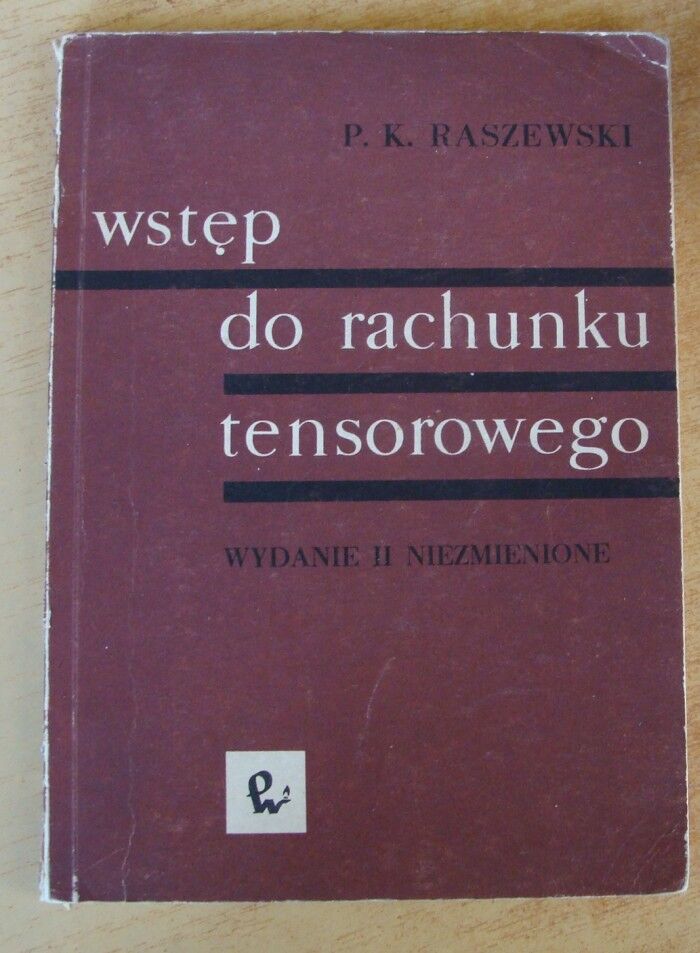 P. K. RASZEWSKI
wstęp
do rachunku
tensorowego
WYDANIE II NIEZMIENIONE